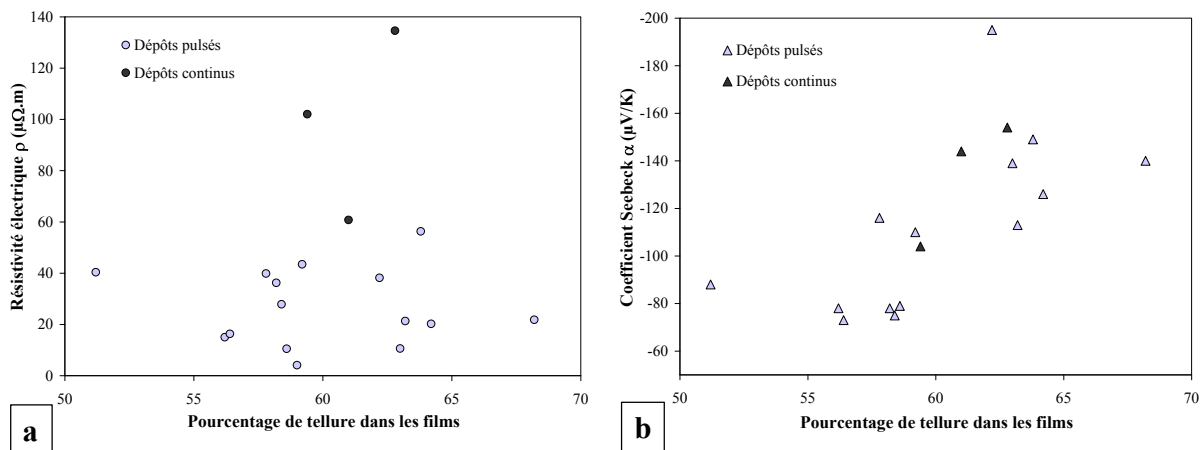 140
120
100
80
60
40
20
0
50
55
60
65
70
Résistivité électrique ρ (µΩ.m)
Pourcentage de tellure dans les films
Dépôts pulsés
Dépôts continus
a
-200
-180
-160
-140
-120
-100
-80
-60
50
55
60
65
70
Coefficient Seebeck α (µV/K)
Pourcentage de tellure dans les films
Dépôts pulsés
Dépôts continus
b